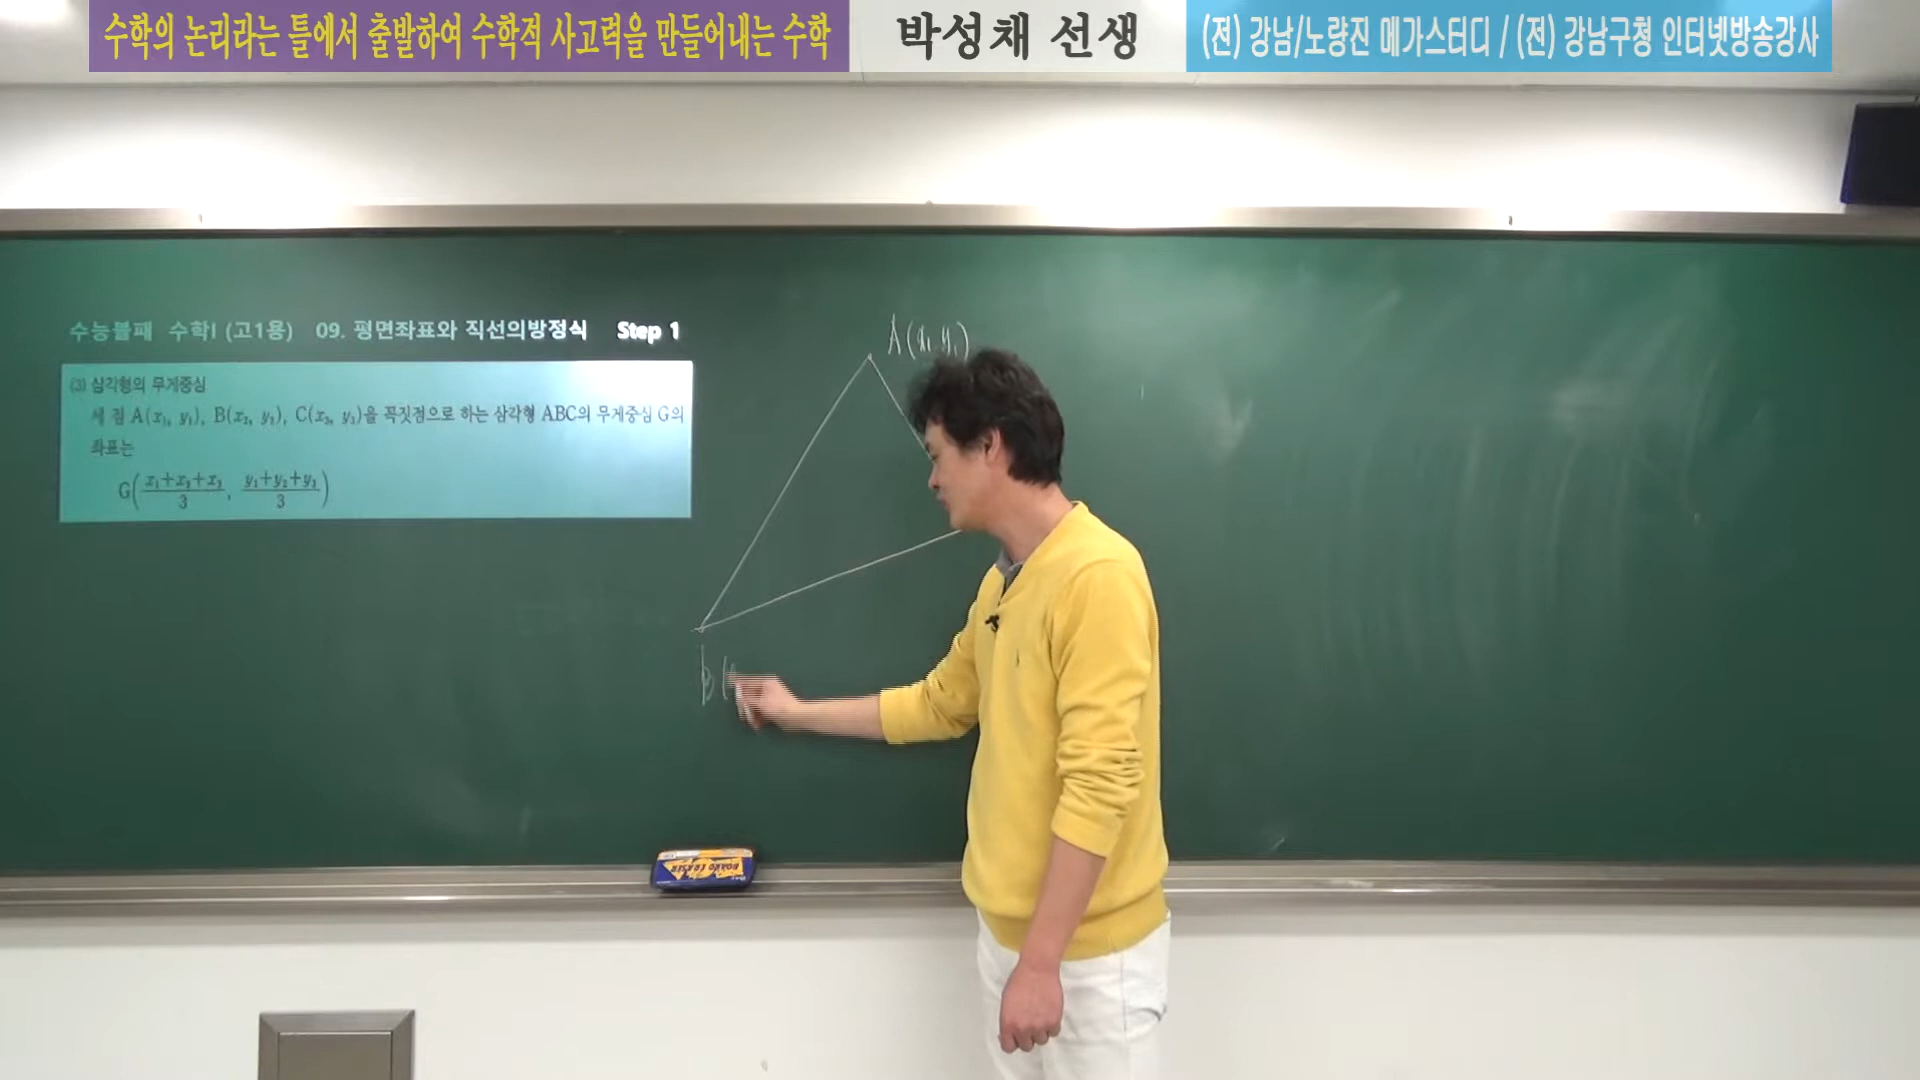 수학의 논리라는 틀에서 출발하여 수학적 사고력을 만들어내는 수학
박성채 선생
(전) 강남/노량진 메가스터디 / (전) 강남구청 인터넷방송강사
수능불패 수학I (고1용) 09. 평면좌표와 직선의방정식 Step 1
(3) 삼각형의 무게중심
세 점 A(x₁, y₁), B(x₂, y₂), C(x₃, y₃)을 꼭짓점으로 하는 삼각형 ABC의 무게중심 G의
좌표는
G((x₁+x₂+x₃)/3, (y₁+y₂+y₃)/3)
A(x₁, y₁)
B(
BOARD ERASER